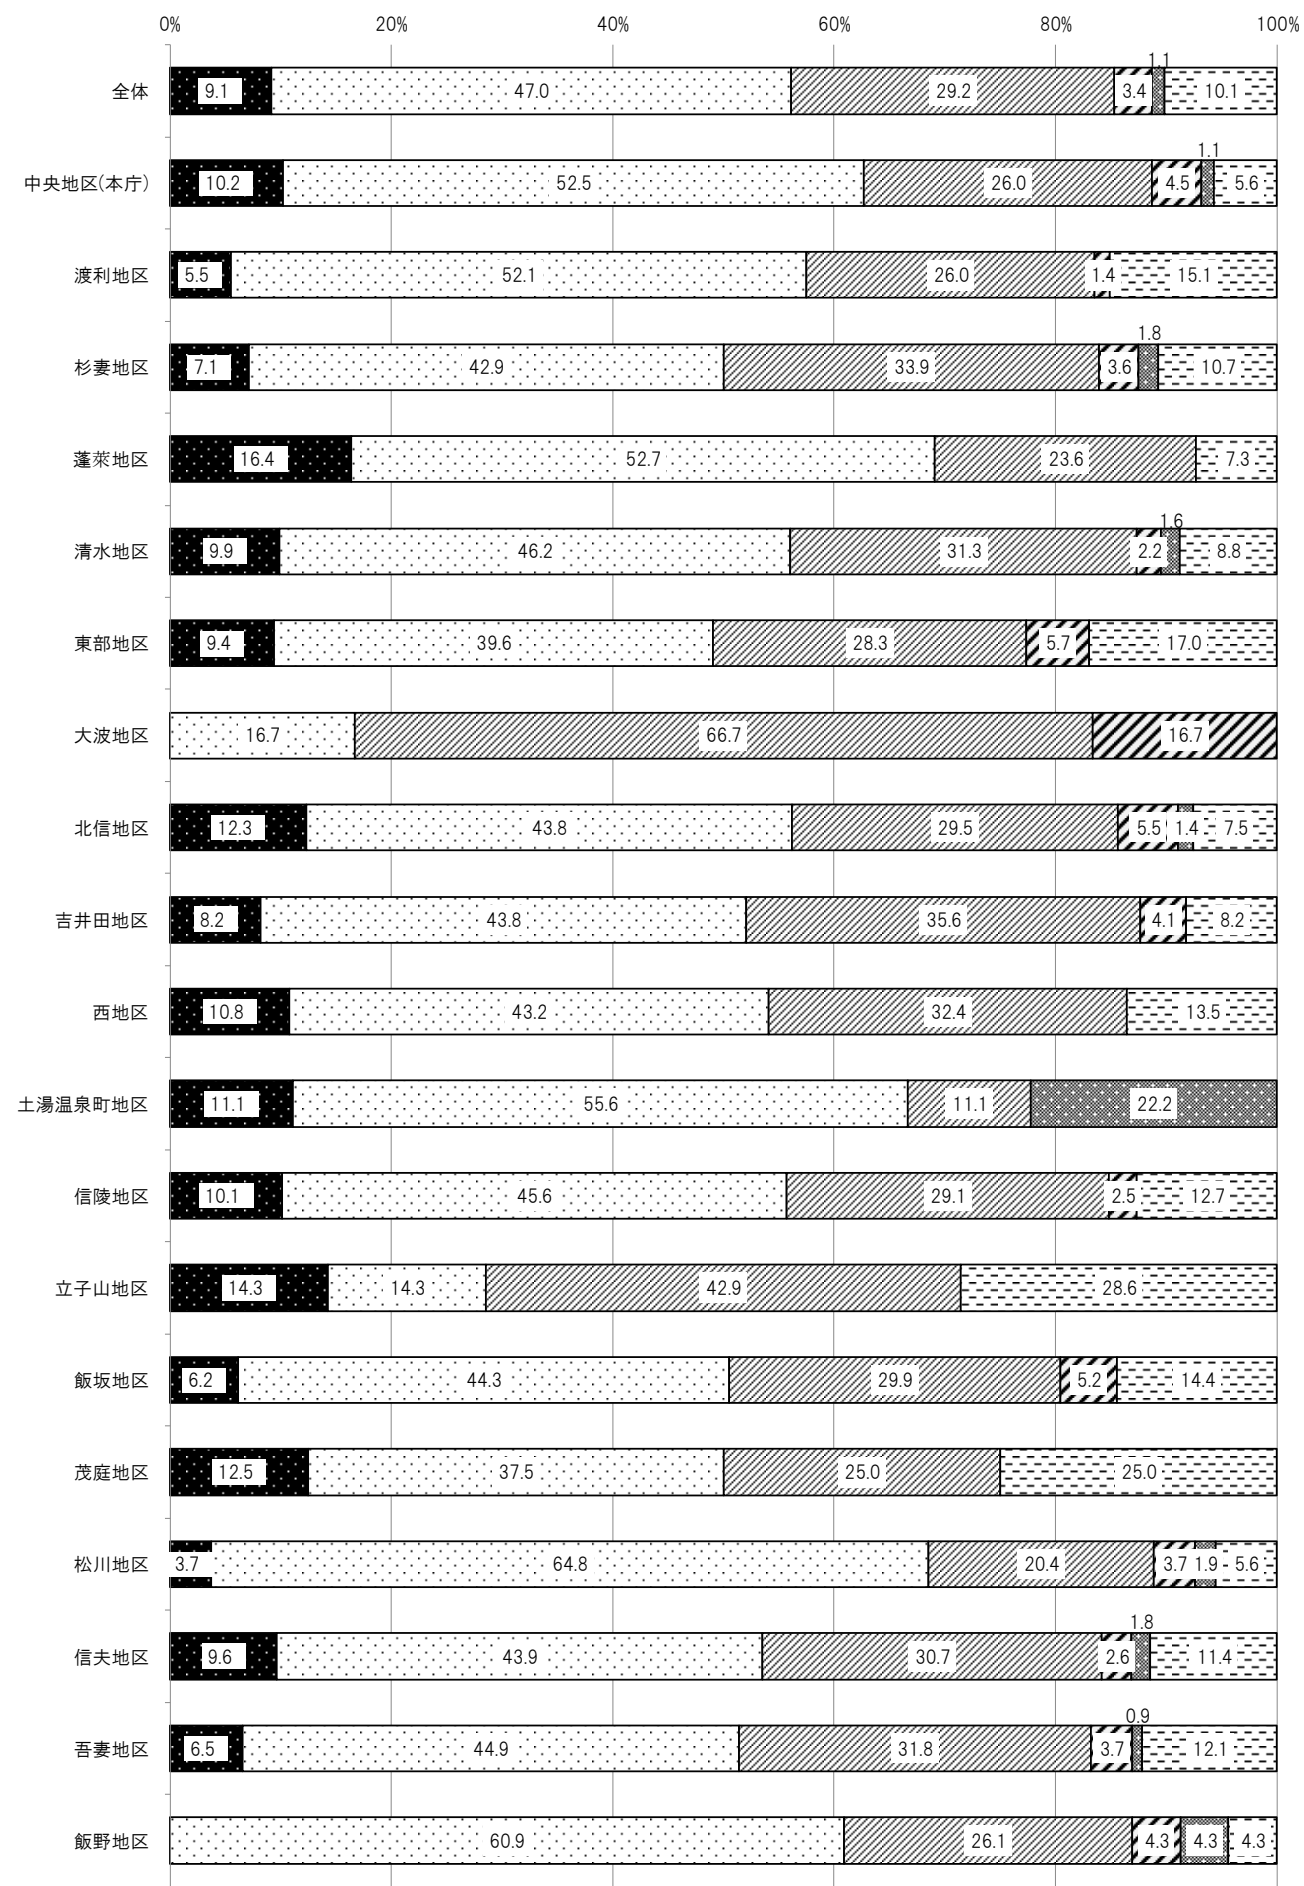 0% 20% 40% 60% 80% 100%
全体 9.1 47.0 29.2 3.4 1.1 10.1
中央地区(本庁) 10.2 52.5 26.0 4.5 1.1 5.6
渡利地区 5.5 52.1 26.0 1.4 15.1
杉妻地区 7.1 42.9 33.9 3.6 1.8 10.7
蓬萊地区 16.4 52.7 23.6 7.3
清水地区 9.9 46.2 31.3 2.2 1.6 8.8
東部地区 9.4 39.6 28.3 5.7 17.0
大波地区 16.7 66.7 16.7
北信地区 12.3 43.8 29.5 5.5 1.4 7.5
吉井田地区 8.2 43.8 35.6 4.1 8.2
西地区 10.8 43.2 32.4 13.5
土湯温泉町地区 11.1 55.6 11.1 22.2
信陵地区 10.1 45.6 29.1 2.5 12.7
立子山地区 14.3 14.3 42.9 28.6
飯坂地区 6.2 44.3 29.9 5.2 14.4
茂庭地区 12.5 37.5 25.0 25.0
松川地区 3.7 64.8 20.4 3.7 1.9 5.6
信夫地区 9.6 43.9 30.7 2.6 1.8 11.4
吾妻地区 6.5 44.9 31.8 3.7 0.9 12.1
飯野地区 60.9 26.1 4.3 4.3 4.3